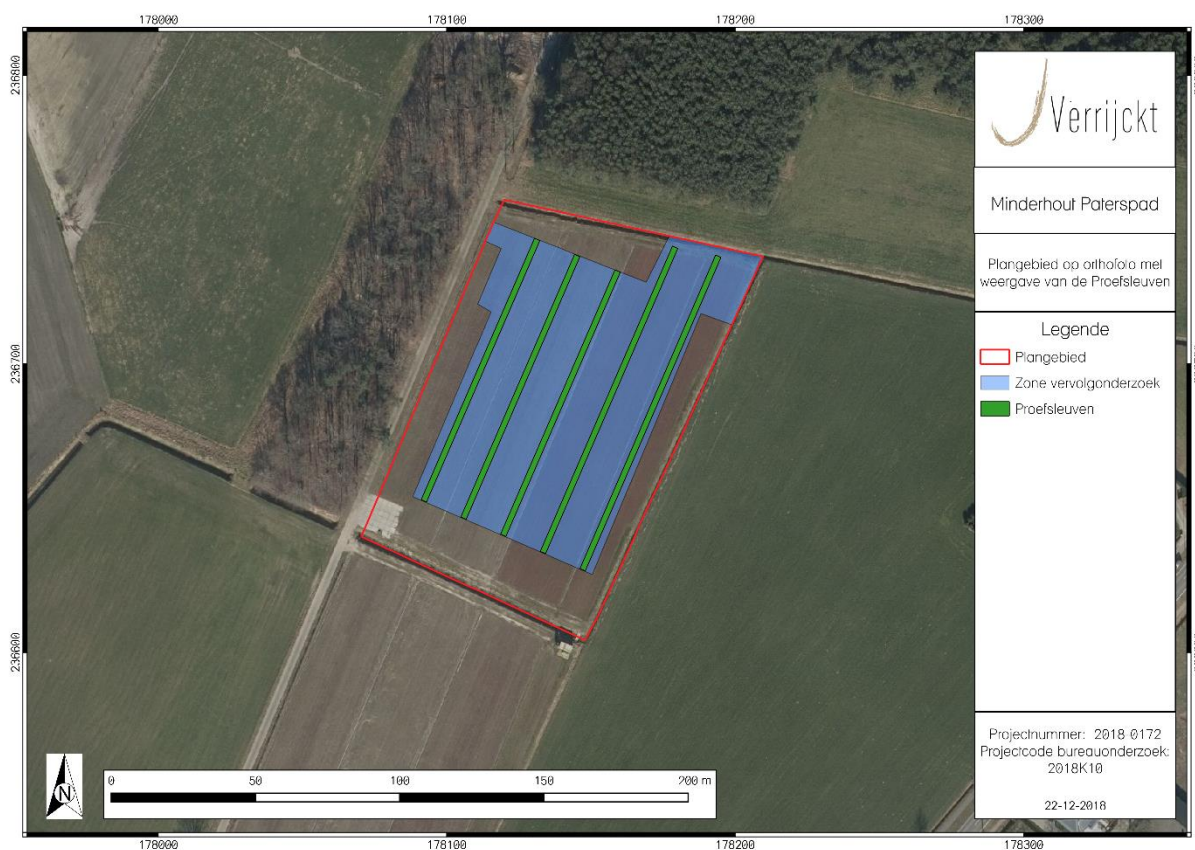 178000 178100 178200 178300
236800
236700
236600
Verrijckt
Minderhout Paterspad
Plangebied op orthofoto met
weergave van de Proefsleuven
Legende
Plangebied
Zone vervolgonderzoek
Proefsleuven
Projectnummer: 2018 0172
Projectcode bureauonderzoek:
2018K10
22-12-2018
N
0 50 100 150 200 m
178000 178100 178200 178300